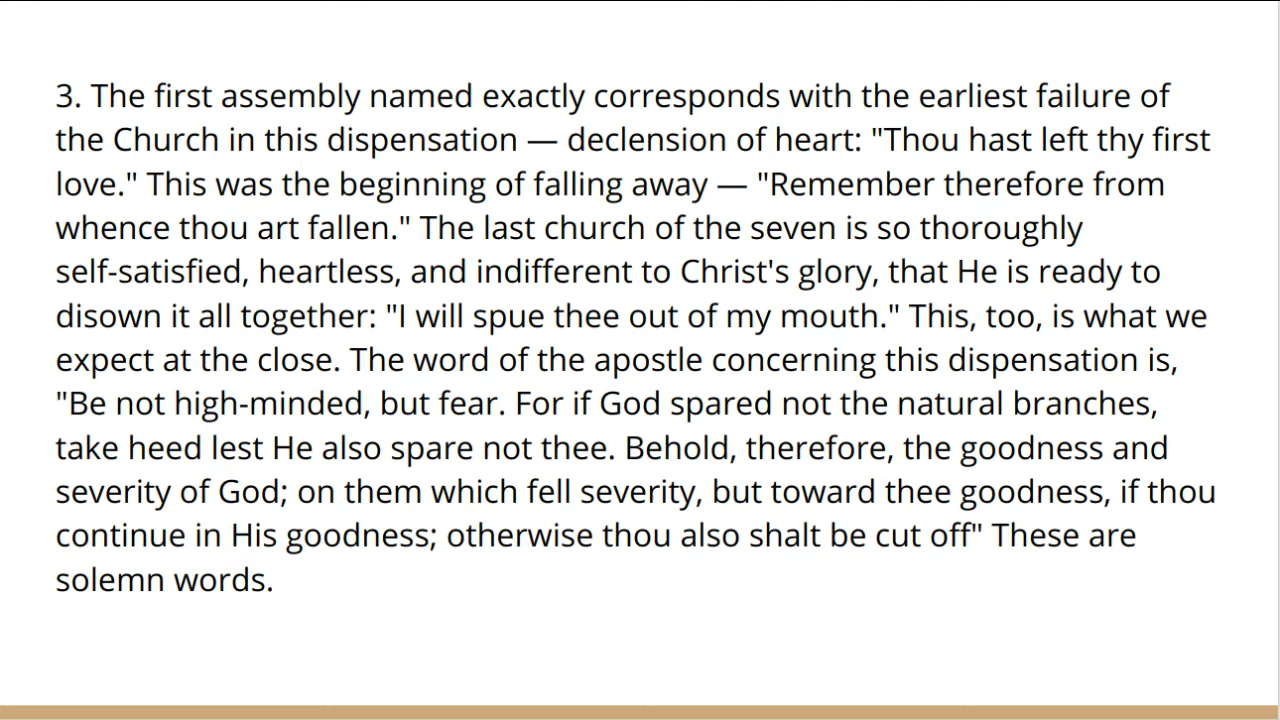 3. The first assembly named exactly corresponds with the earliest failure of
the Church in this dispensation — declension of heart: "Thou hast left thy first
love." This was the beginning of falling away — "Remember therefore from
whence thou art fallen." The last church of the seven is so thoroughly
self-satisfied, heartless, and indifferent to Christ's glory, that He is ready to
disown it all together: "I will spue thee out of my mouth." This, too, is what we
expect at the close. The word of the apostle concerning this dispensation is,
"Be not high-minded, but fear. For if God spared not the natural branches,
take heed lest He also spare not thee. Behold, therefore, the goodness and
severity of God; on them which fell severity, but toward thee goodness, if thou
continue in His goodness; otherwise thou also shalt be cut off" These are
solemn words.